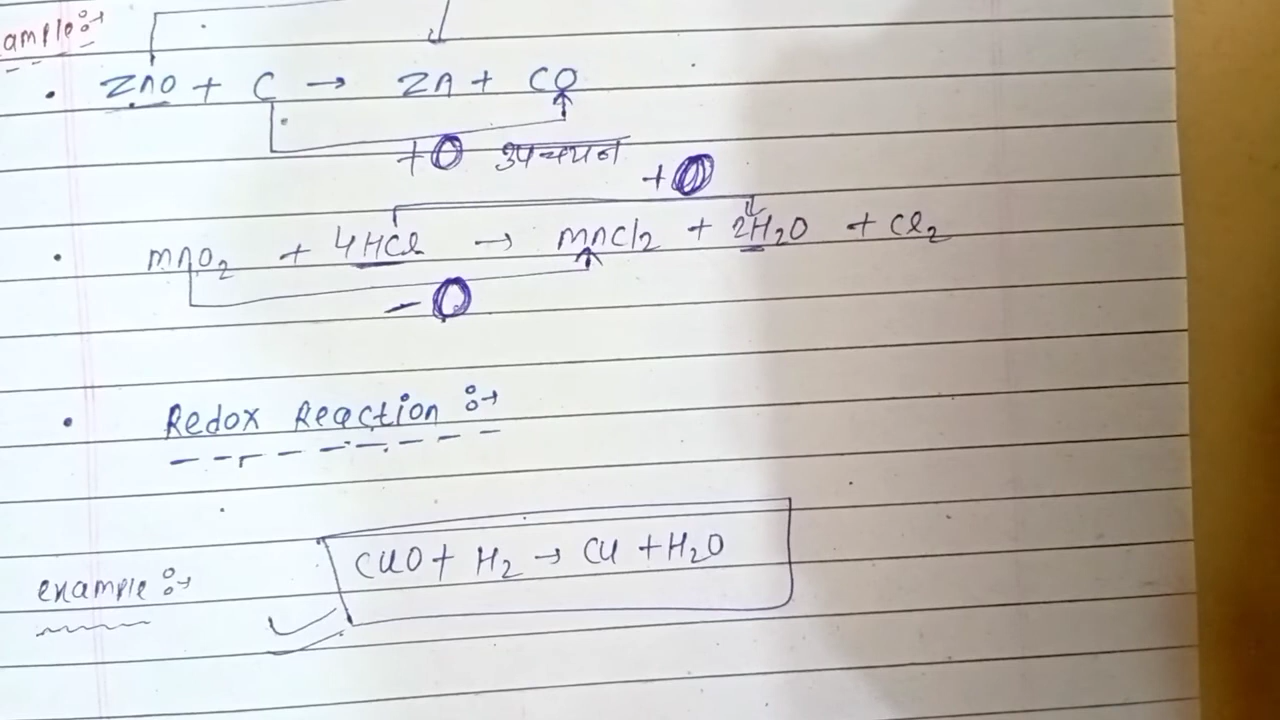 ample :→
• ZnO + C → Zn + CO
+O उपचयन
+O
• MnO₂ + 4HCl → MnCl₂ + 2H₂O + Cl₂
-O
• Redox Reaction :→
CuO + H₂ → Cu + H₂O
example :→